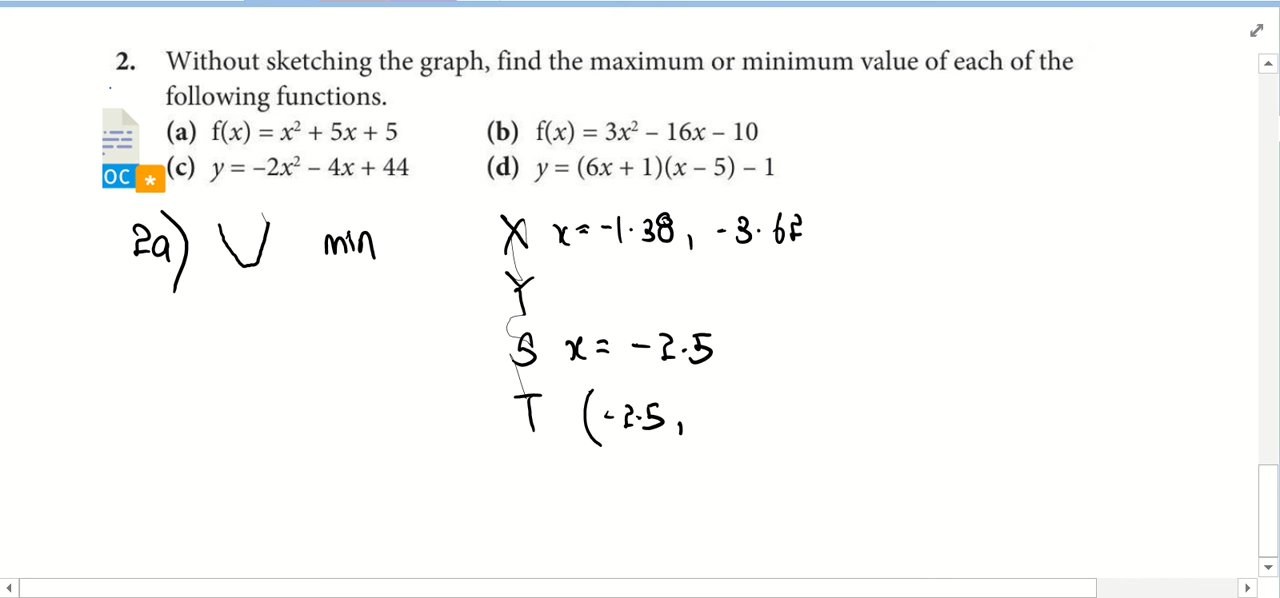 2. Without sketching the graph, find the maximum or minimum value of each of the
following functions.
(a) f(x) = x² + 5x + 5 (b) f(x) = 3x² – 16x – 10
OC * (c) y = –2x² – 4x + 44 (d) y = (6x + 1)(x – 5) – 1
2a) min X x = -1.38, -3.62
Y
S x = -2.5
T (-2.5,